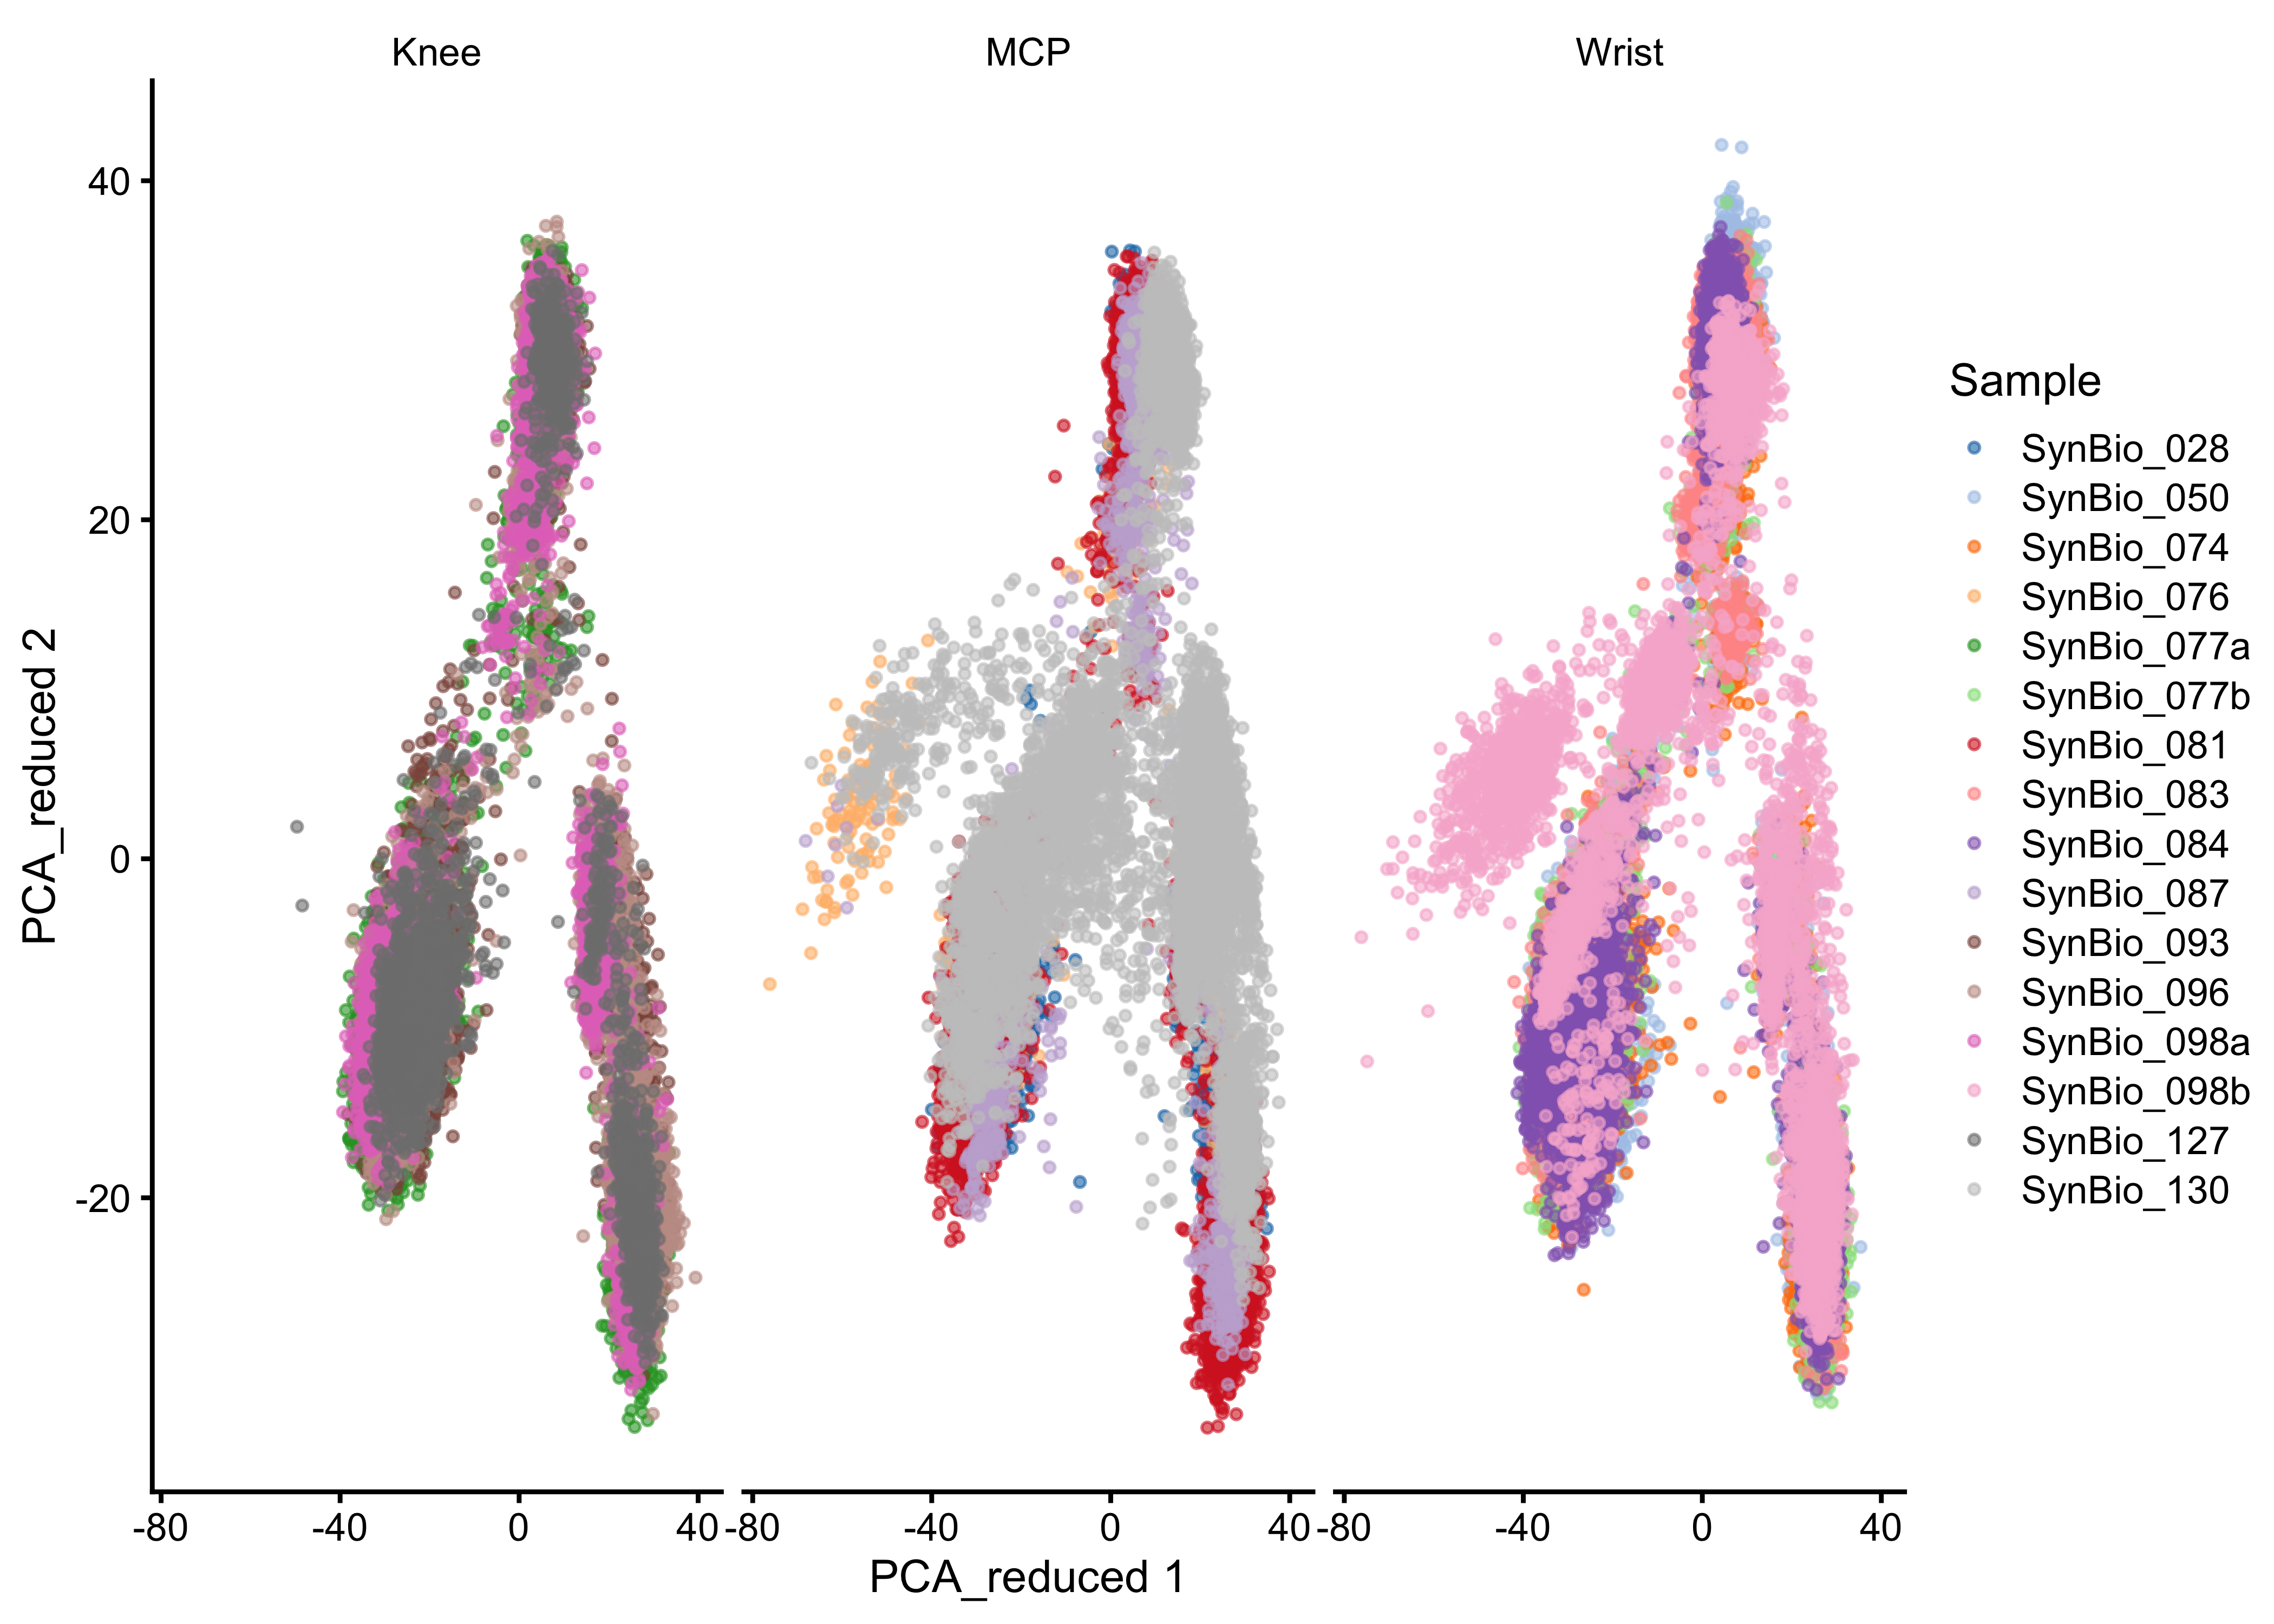 Knee MCP Wrist
40
20
0
-20
PCA_reduced 2
-80 -40 0 40 -80 -40 0 40 -80 -40 0 40
PCA_reduced 1
Sample
SynBio_028
SynBio_050
SynBio_074
SynBio_076
SynBio_077a
SynBio_077b
SynBio_081
SynBio_083
SynBio_084
SynBio_087
SynBio_093
SynBio_096
SynBio_098a
SynBio_098b
SynBio_127
SynBio_130